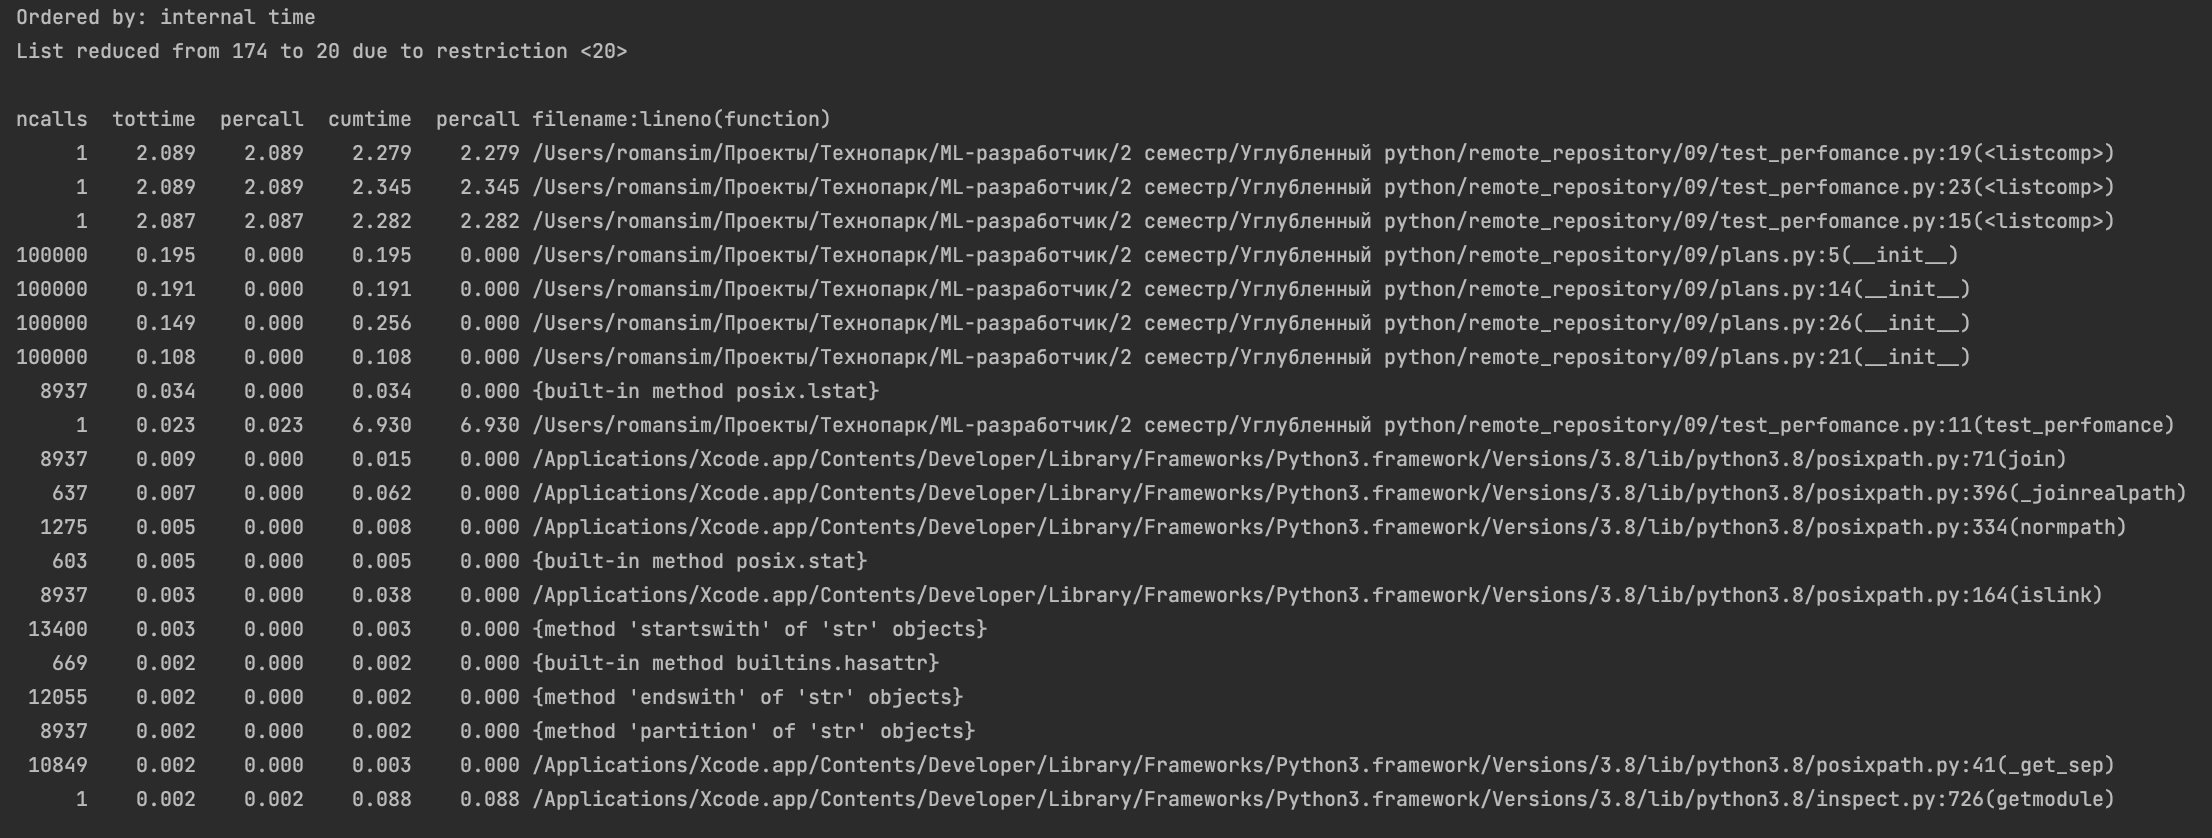 Ordered by: internal time
List reduced from 174 to 20 due to restriction <20>
ncalls  tottime  percall  cumtime  percall filename:lineno(function)
     1    2.089    2.089    2.279    2.279 /Users/romansim/Проекты/Технопарк/ML-разработчик/2 семестр/Углубленный python/remote_repository/09/test_perfomance.py:19(<listcomp>)
     1    2.089    2.089    2.345    2.345 /Users/romansim/Проекты/Технопарк/ML-разработчик/2 семестр/Углубленный python/remote_repository/09/test_perfomance.py:23(<listcomp>)
     1    2.087    2.087    2.282    2.282 /Users/romansim/Проекты/Технопарк/ML-разработчик/2 семестр/Углубленный python/remote_repository/09/test_perfomance.py:15(<listcomp>)
100000    0.195    0.000    0.195    0.000 /Users/romansim/Проекты/Технопарк/ML-разработчик/2 семестр/Углубленный python/remote_repository/09/plans.py:5(__init__)
100000    0.191    0.000    0.191    0.000 /Users/romansim/Проекты/Технопарк/ML-разработчик/2 семестр/Углубленный python/remote_repository/09/plans.py:14(__init__)
100000    0.149    0.000    0.256    0.000 /Users/romansim/Проекты/Технопарк/ML-разработчик/2 семестр/Углубленный python/remote_repository/09/plans.py:26(__init__)
100000    0.108    0.000    0.108    0.000 /Users/romansim/Проекты/Технопарк/ML-разработчик/2 семестр/Углубленный python/remote_repository/09/plans.py:21(__init__)
  8937    0.034    0.000    0.034    0.000 {built-in method posix.lstat}
     1    0.023    0.023    6.930    6.930 /Users/romansim/Проекты/Технопарк/ML-разработчик/2 семестр/Углубленный python/remote_repository/09/test_perfomance.py:11(test_perfomance)
  8937    0.009    0.000    0.015    0.000 /Applications/Xcode.app/Contents/Developer/Library/Frameworks/Python3.framework/Versions/3.8/lib/python3.8/posixpath.py:71(join)
   637    0.007    0.000    0.062    0.000 /Applications/Xcode.app/Contents/Developer/Library/Frameworks/Python3.framework/Versions/3.8/lib/python3.8/posixpath.py:396(_joinrealpath)
  1275    0.005    0.000    0.008    0.000 /Applications/Xcode.app/Contents/Developer/Library/Frameworks/Python3.framework/Versions/3.8/lib/python3.8/posixpath.py:334(normpath)
   603    0.005    0.000    0.005    0.000 {built-in method posix.stat}
  8937    0.003    0.000    0.038    0.000 /Applications/Xcode.app/Contents/Developer/Library/Frameworks/Python3.framework/Versions/3.8/lib/python3.8/posixpath.py:164(islink)
 13400    0.003    0.000    0.003    0.000 {method 'startswith' of 'str' objects}
   669    0.002    0.000    0.002    0.000 {built-in method builtins.hasattr}
 12055    0.002    0.000    0.002    0.000 {method 'endswith' of 'str' objects}
  8937    0.002    0.000    0.002    0.000 {method 'partition' of 'str' objects}
 10849    0.002    0.000    0.003    0.000 /Applications/Xcode.app/Contents/Developer/Library/Frameworks/Python3.framework/Versions/3.8/lib/python3.8/posixpath.py:41(_get_sep)
     1    0.002    0.002    0.088    0.088 /Applications/Xcode.app/Contents/Developer/Library/Frameworks/Python3.framework/Versions/3.8/lib/python3.8/inspect.py:726(getmodule)